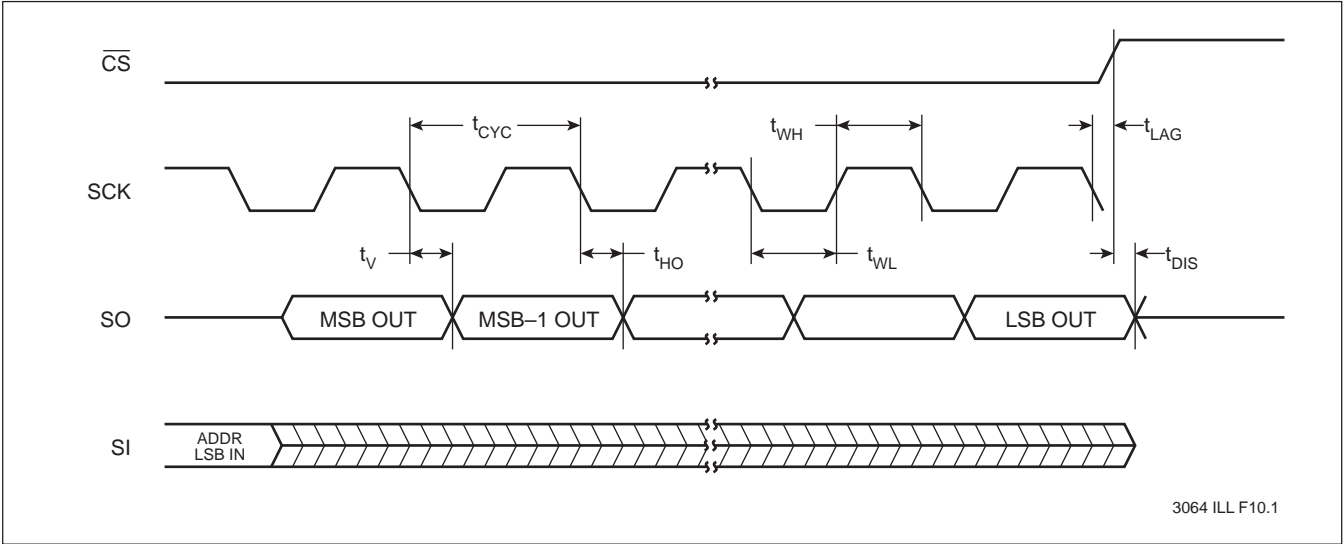 CS
tCYC
tWH
tLAG
SCK
tV
tHO
tWL
tDIS
SO
MSB OUT
MSB–1 OUT
LSB OUT
SI
ADDR
LSB IN
3064 ILL F10.1